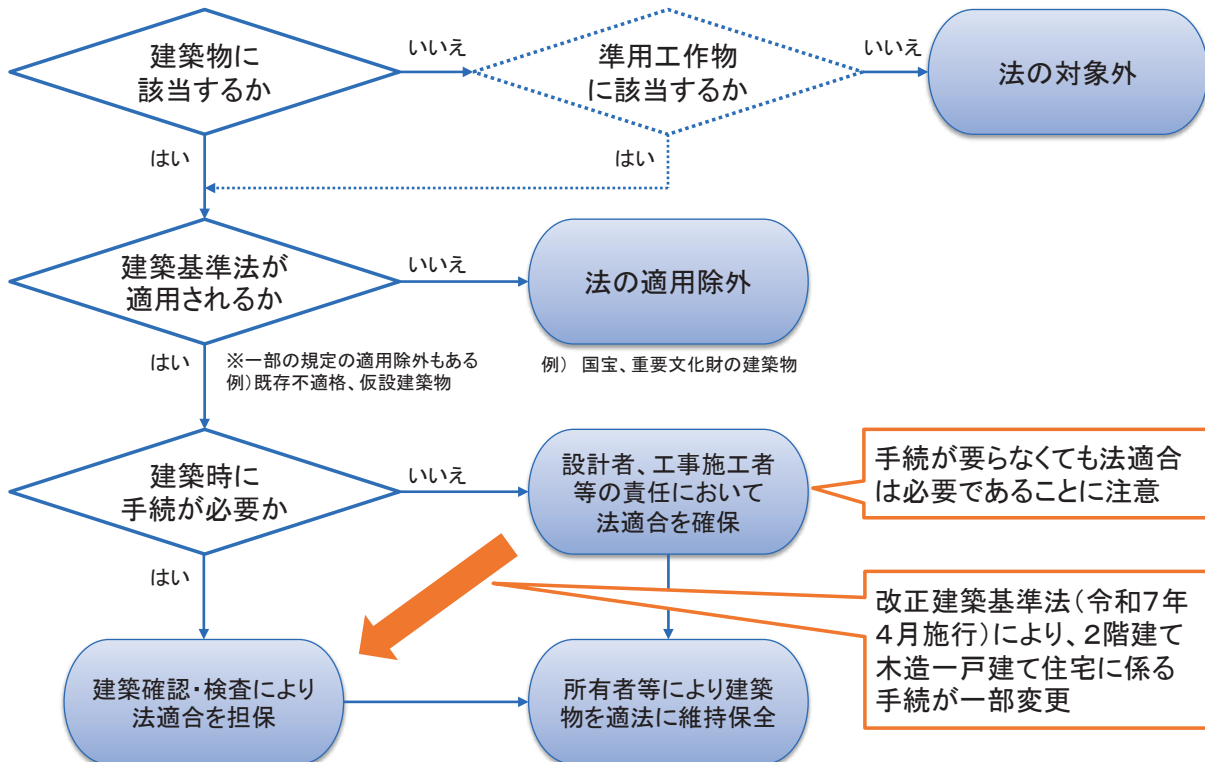 建築物に
該当するか
いいえ
準用工作物
に該当するか
いいえ
法の対象外
はい
はい
建築基準法が
適用されるか
いいえ
法の適用除外
はい
※一部の規定の適用除外もある
例)既存不適格、仮設建築物
例) 国宝、重要文化財の建築物
建築時に
手続が必要か
いいえ
設計者、工事施工者
等の責任において
法適合を確保
手続が要らなくても法適合
は必要であることに注意
はい
改正建築基準法(令和7年
4月施行)により、2階建て
木造一戸建て住宅に係る
手続が一部変更
建築確認・検査により
法適合を担保
所有者等により建築
物を適法に維持保全